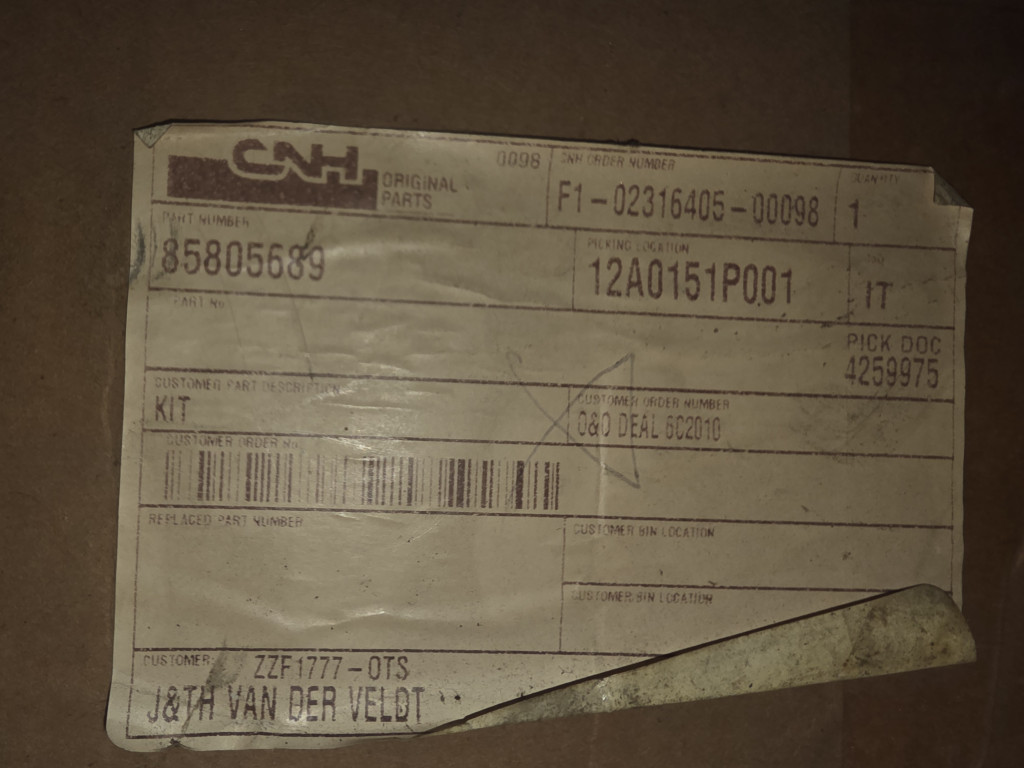 CNH
ORIGINAL
PARTS
0098
CNH ORDER NUMBER
F1-02316405-00098
QUANTITY
1
PART NUMBER
85805689
PICKING LOCATION
12A0151P001
IT
PART No
PICK DOC
4259975
CUSTOMER PART DESCRIPTION
KIT
CUSTOMER ORDER NUMBER
O&O DEAL 6C2010
CUSTOMER ORDER No
REPLACED PART NUMBER
CUSTOMER BIN LOCATION
CUSTOMER BIN LOCATION
CUSTOMER
ZZF1777-OTS
J&TH VAN DER VELDT